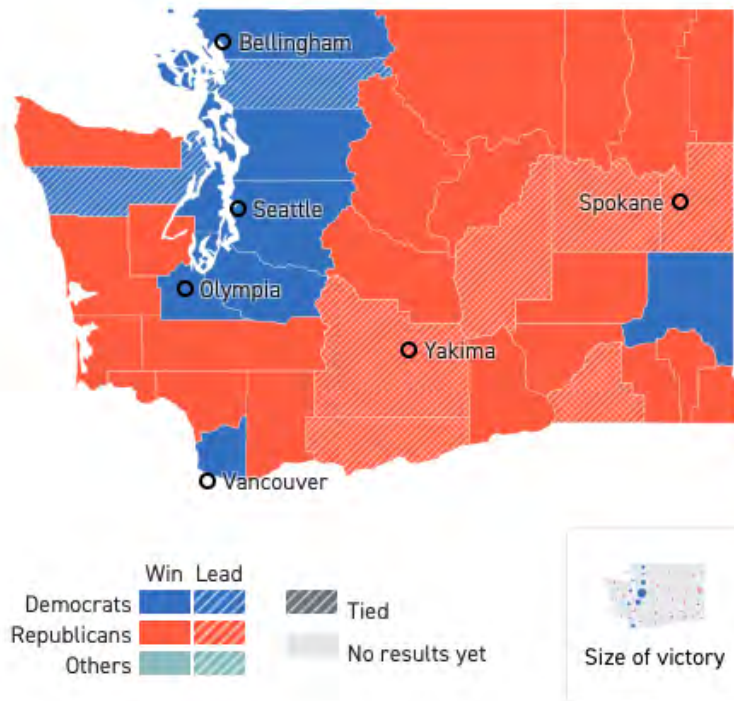 Bellingham
Seattle
Spokane
Olympia
Yakima
Vancouver
Win Lead
Democrats
Republicans
Others
Tied
No results yet
Size of victory